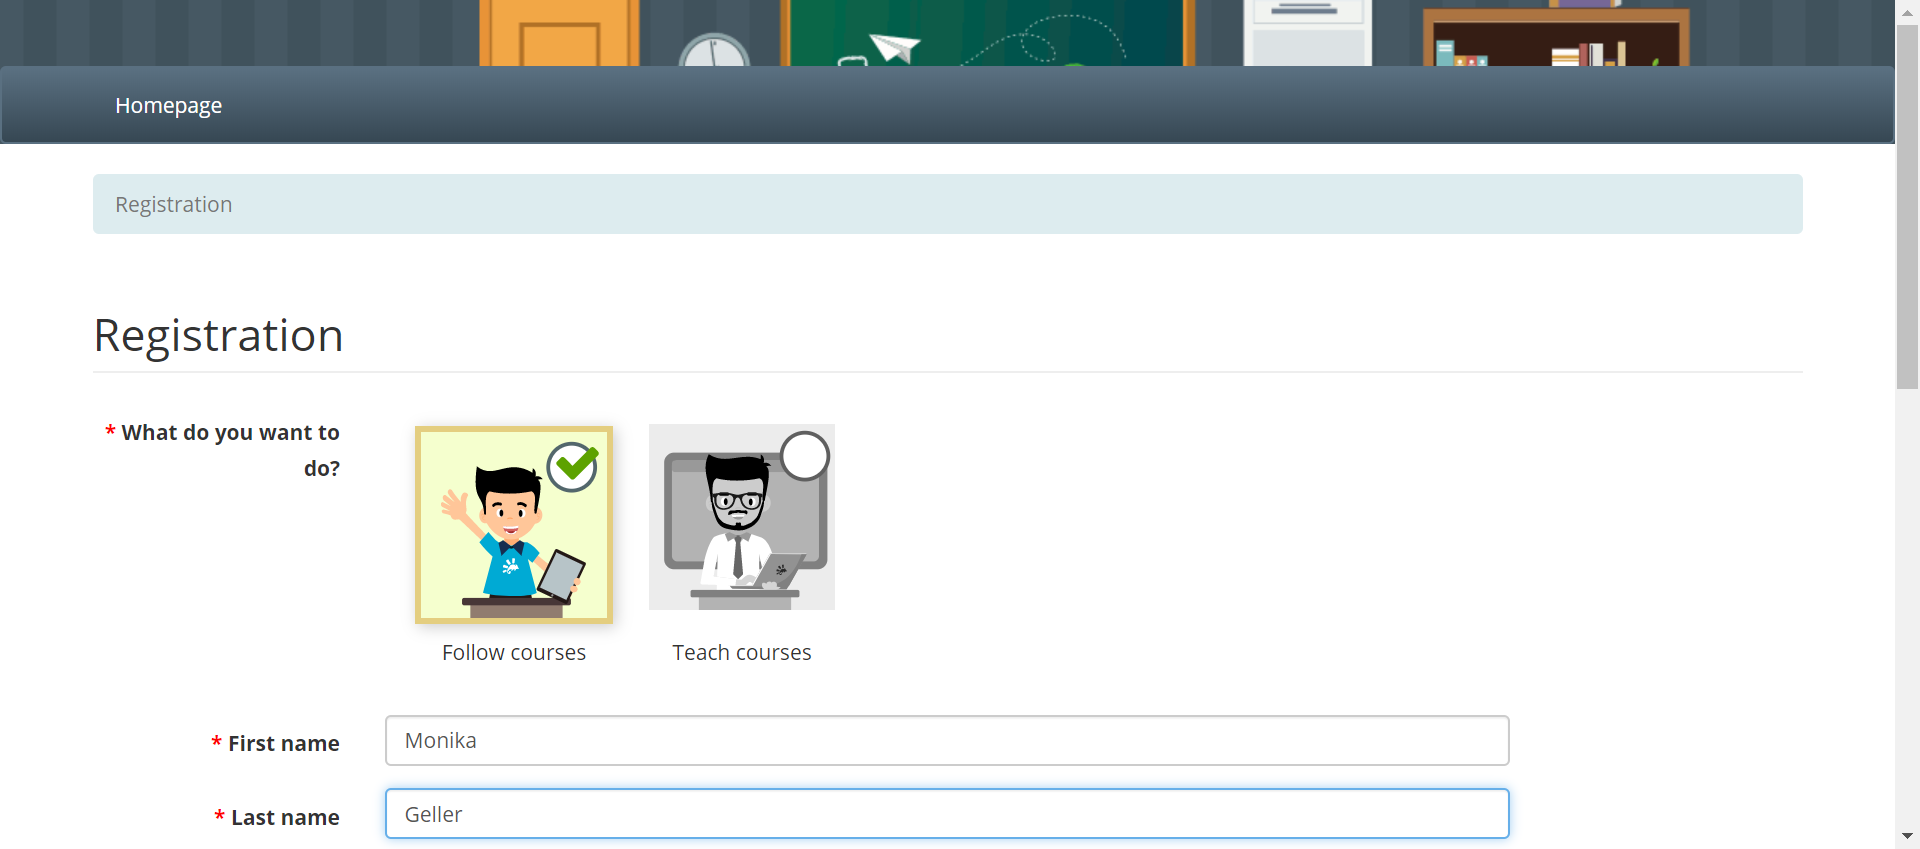 Homepage
Registration
Registration
* What do you want to
do?
Follow courses
Teach courses
* First name
Monika
* Last name
Geller